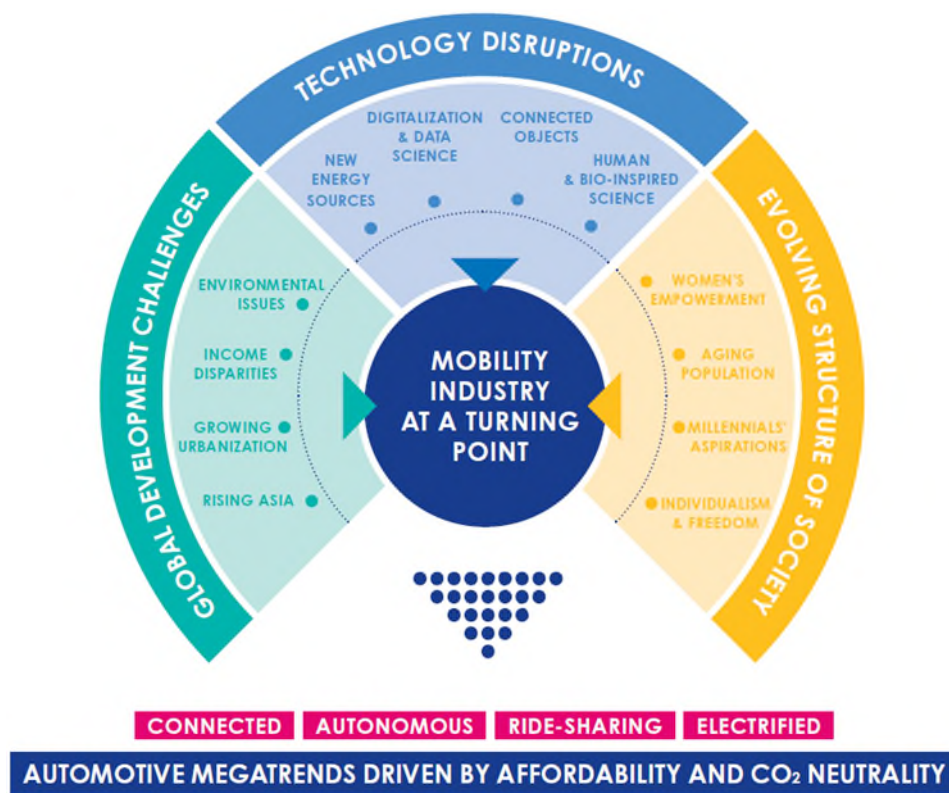 TECHNOLOGY DISRUPTIONS
DIGITALIZATION
& DATA
SCIENCE
CONNECTED
OBJECTS
NEW
ENERGY
SOURCES
HUMAN
& BIO-INSPIRED
SCIENCE
GLOBAL DEVELOPMENT CHALLENGES
ENVIRONMENTAL
ISSUES
INCOME
DISPARITIES
GROWING
URBANIZATION
RISING ASIA
MOBILITY
INDUSTRY
AT A TURNING
POINT
EVOLVING STRUCTURE OF SOCIETY
WOMEN'S
EMPOWERMENT
AGING
POPULATION
MILLENNIALS'
ASPIRATIONS
INDIVIDUALISM
& FREEDOM
CONNECTED
AUTONOMOUS
RIDE-SHARING
ELECTRIFIED
AUTOMOTIVE MEGATRENDS DRIVEN BY AFFORDABILITY AND CO₂ NEUTRALITY